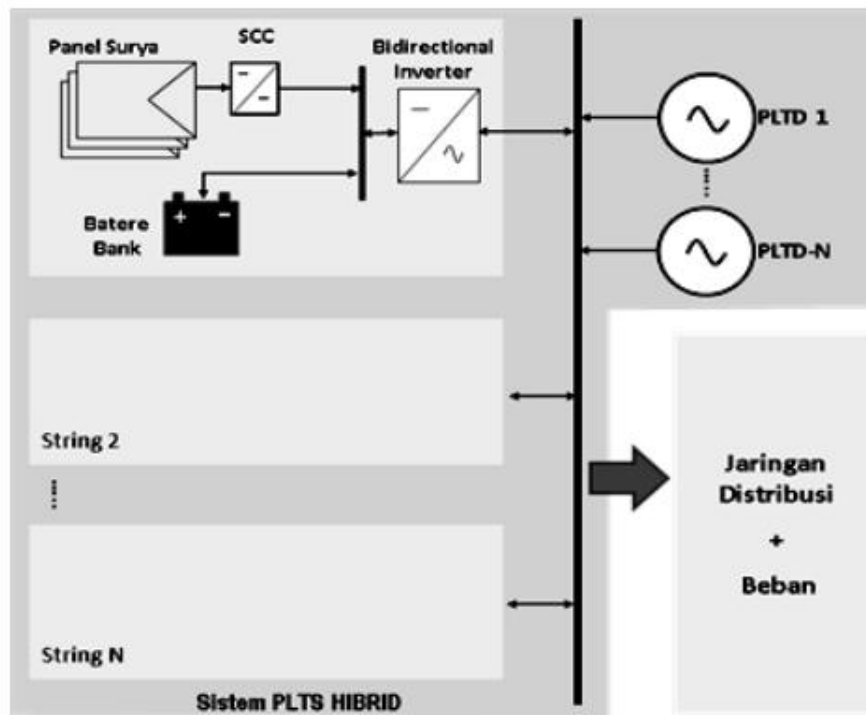 Panel Surya
SCC
Bidirectional
Inverter
Batere
Bank
PLTD 1
PLTD-N
String 2
String N
Jaringan
Distribusi
+
Beban
Sistem PLTS HIBRID